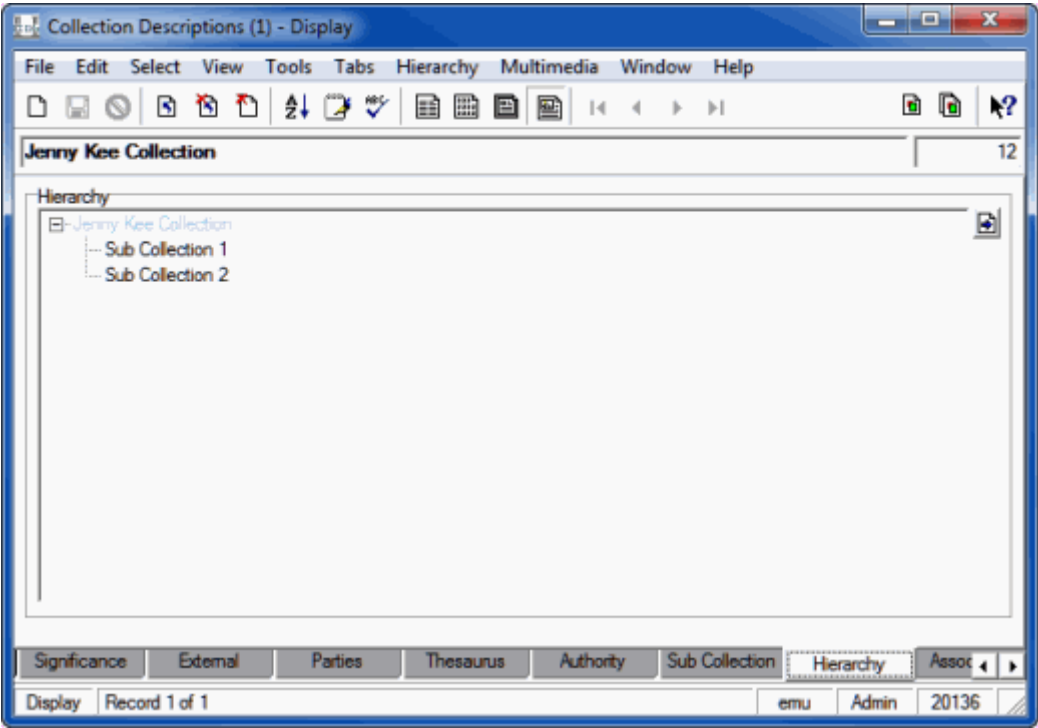 Collection Descriptions (1) - Display
File Edit Select View Tools Tabs Hierarchy Multimedia Window Help
Jenny Kee Collection 12
Hierarchy
Jenny Kee Collection
Sub Collection 1
Sub Collection 2
Significance External Parties Thesaurus Authority Sub Collection Hierarchy Assoc
Display Record 1 of 1 emu Admin 20136